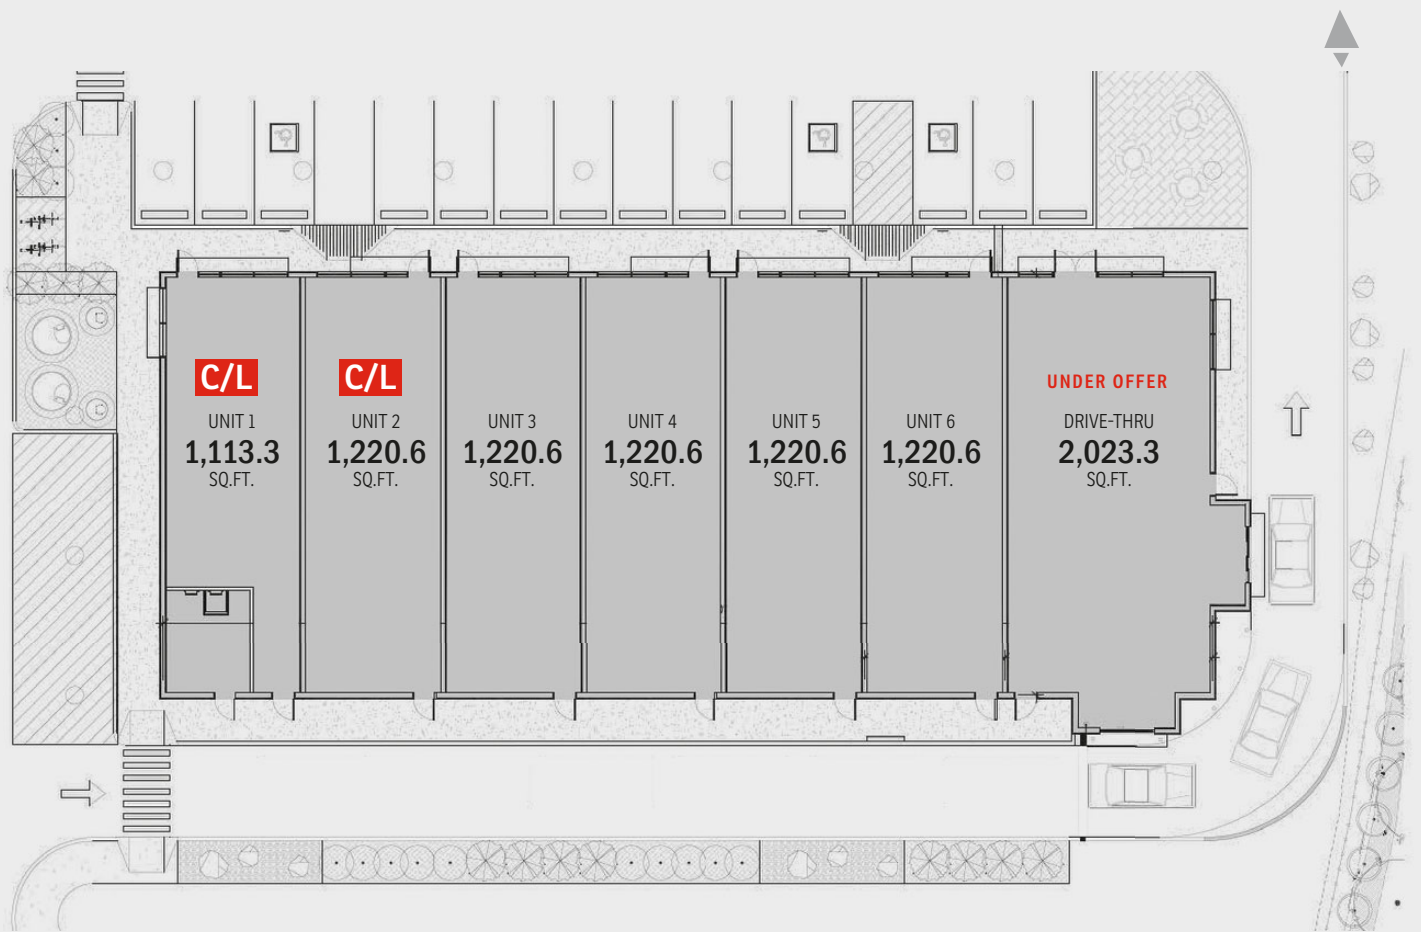 C/L
UNIT 1
1,113.3
SQ.FT.
C/L
UNIT 2
1,220.6
SQ.FT.
UNIT 3
1,220.6
SQ.FT.
UNIT 4
1,220.6
SQ.FT.
UNIT 5
1,220.6
SQ.FT.
UNIT 6
1,220.6
SQ.FT.
UNDER OFFER
DRIVE-THRU
2,023.3
SQ.FT.